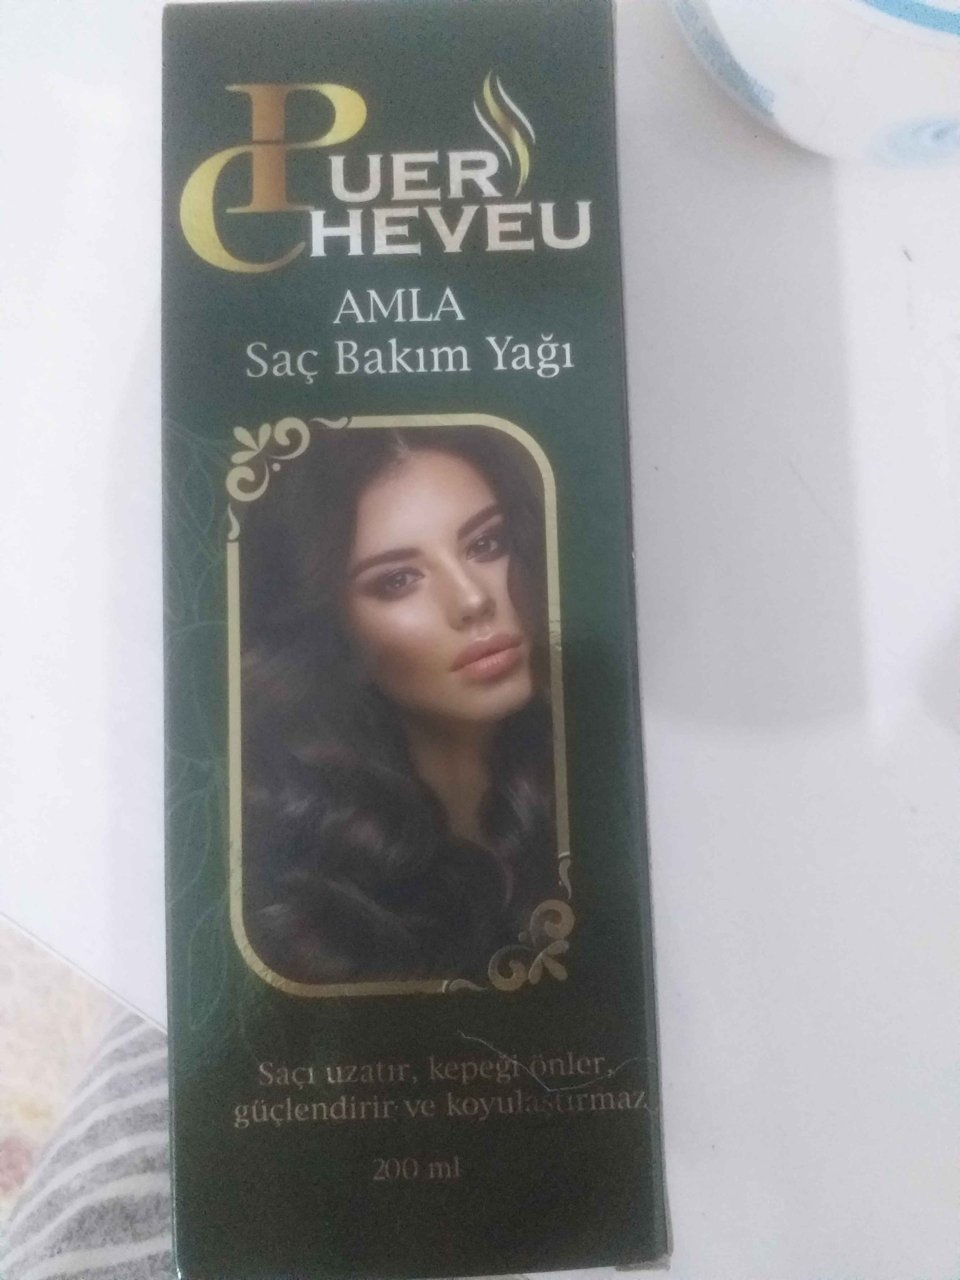 PUER
CHEVEU
AMLA
Saç Bakım Yağı
Saçı uzatır, kepeği önler,
güçlendirir ve koyulaştırmaz
200 ml